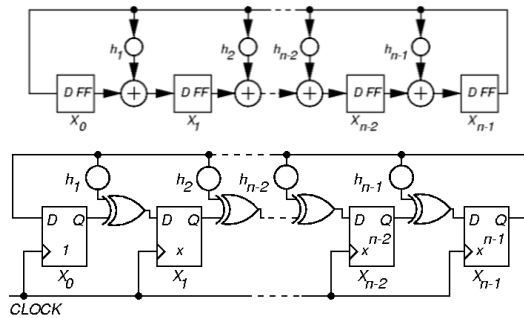 h1 h2 hn-2 hn-1
D FF D FF D FF D FF
X0 X1 Xn-2 Xn-1
h1 h2 hn-2 hn-1
D Q D Q D Q D Q
1 x x n-2 x n-1
X0 X1 Xn-2 Xn-1
CLOCK